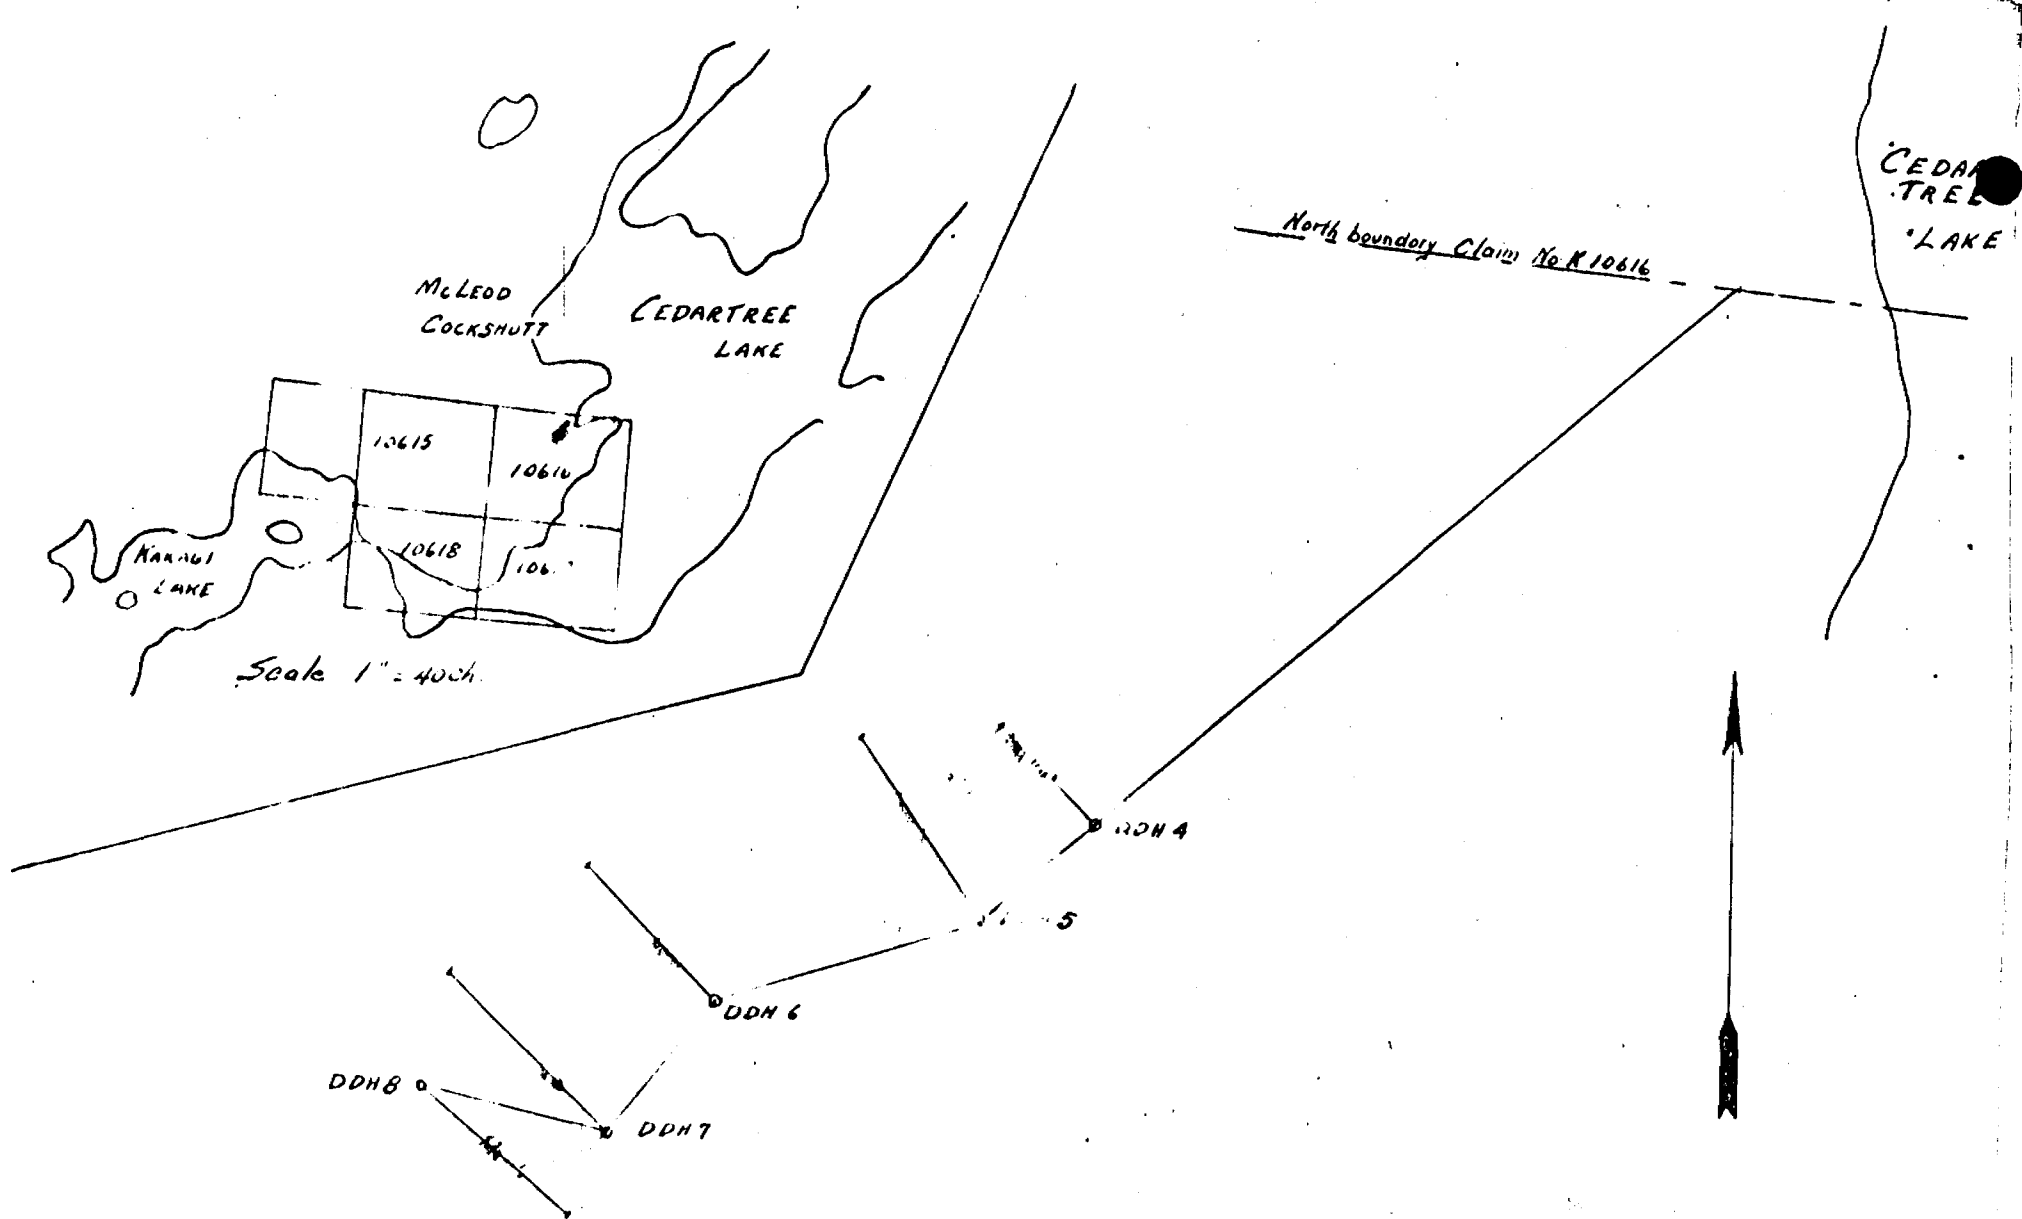 McLEOD
COCKSHUTT
CEDARTREE
LAKE
10615
10618
LAKE
Scale 1" = 40ch.
North boundary Claim No K 10616
CEDAR
TREE
LAKE
DDH 4
5
DDH 6
DDH 7
DDH 8